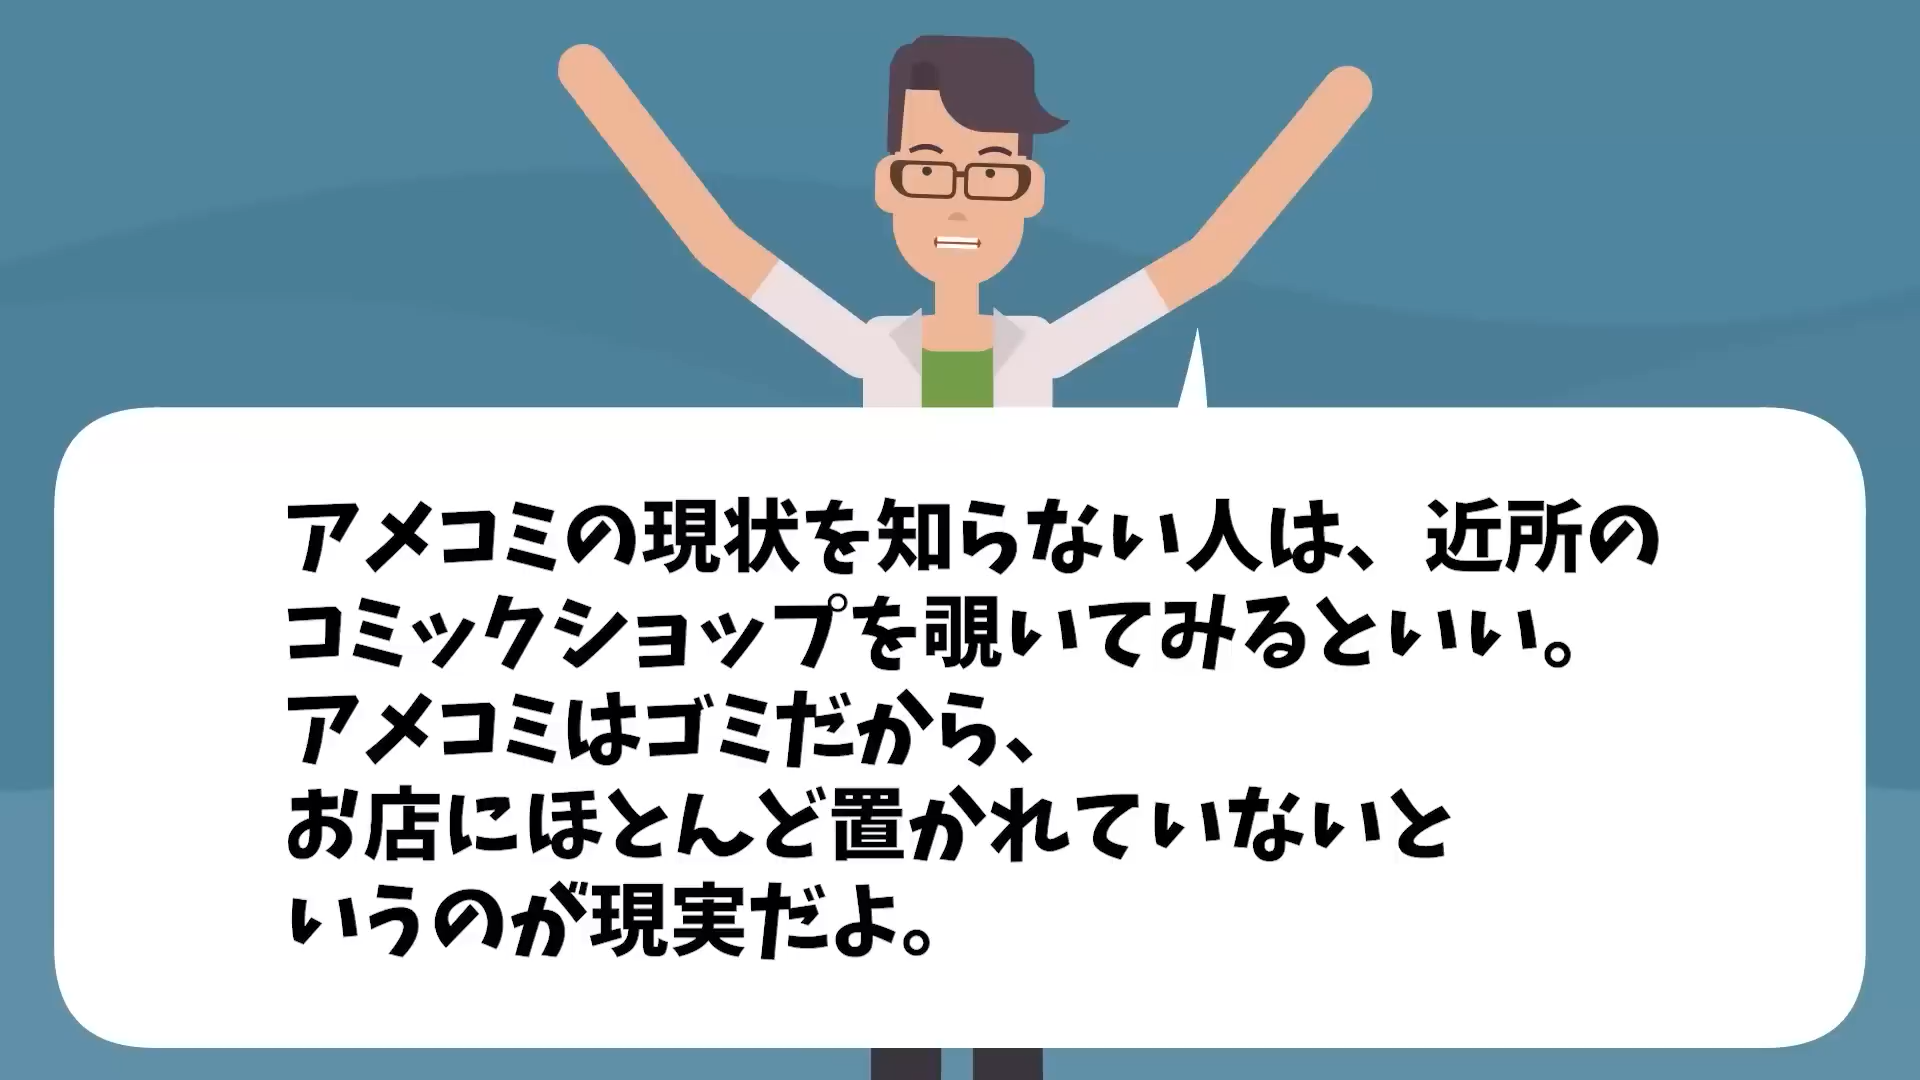 アメコミの現状を知らない人は、近所の
コミックショップを覗いてみるといい。
アメコミはゴミだから、
お店にほとんど置かれていないと
いうのが現実だよ。